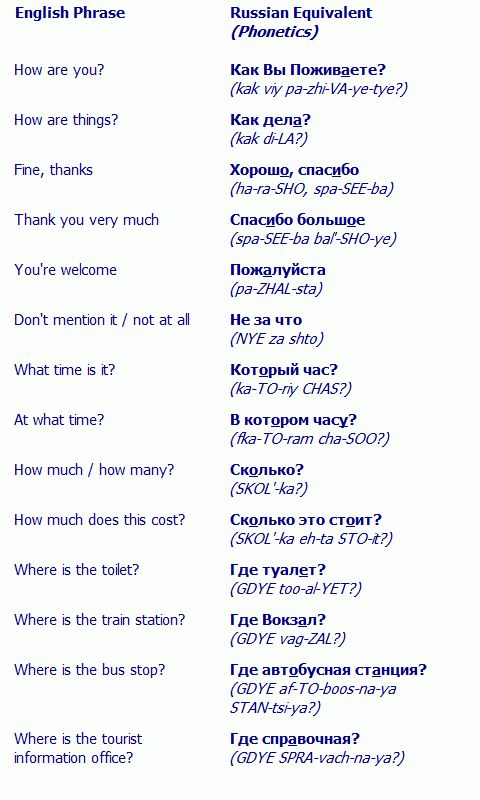 English Phrase Russian Equivalent
(Phonetics)
How are you? Как Вы Поживаете?
(kak viy pa-zhi-VA-ye-tye?)
How are things? Как дела?
(kak di-LA?)
Fine, thanks Хорошо, спасибо
(ha-ra-SHO, spa-SEE-ba)
Thank you very much Спасибо большое
(spa-SEE-ba bal'-SHO-ye)
You're welcome Пожалуйста
(pa-ZHAL-sta)
Don't mention it / not at all Не за что
(NYE za shto)
What time is it? Который час?
(ka-TO-riy CHAS?)
At what time? В котором часу?
(fka-TO-ram cha-SOO?)
How much / how many? Сколько?
(SKOL'-ka?)
How much does this cost? Сколько это стоит?
(SKOL'-ka eh-ta STO-it?)
Where is the toilet? Где туалет?
(GDYE too-al-YET?)
Where is the train station? Где Вокзал?
(GDYE vag-ZAL?)
Where is the bus stop? Где автобусная станция?
(GDYE af-TO-boos-na-ya
STAN-tsi-ya?)
Where is the tourist Где справочная?
information office? (GDYE SPRA-vach-na-ya?)